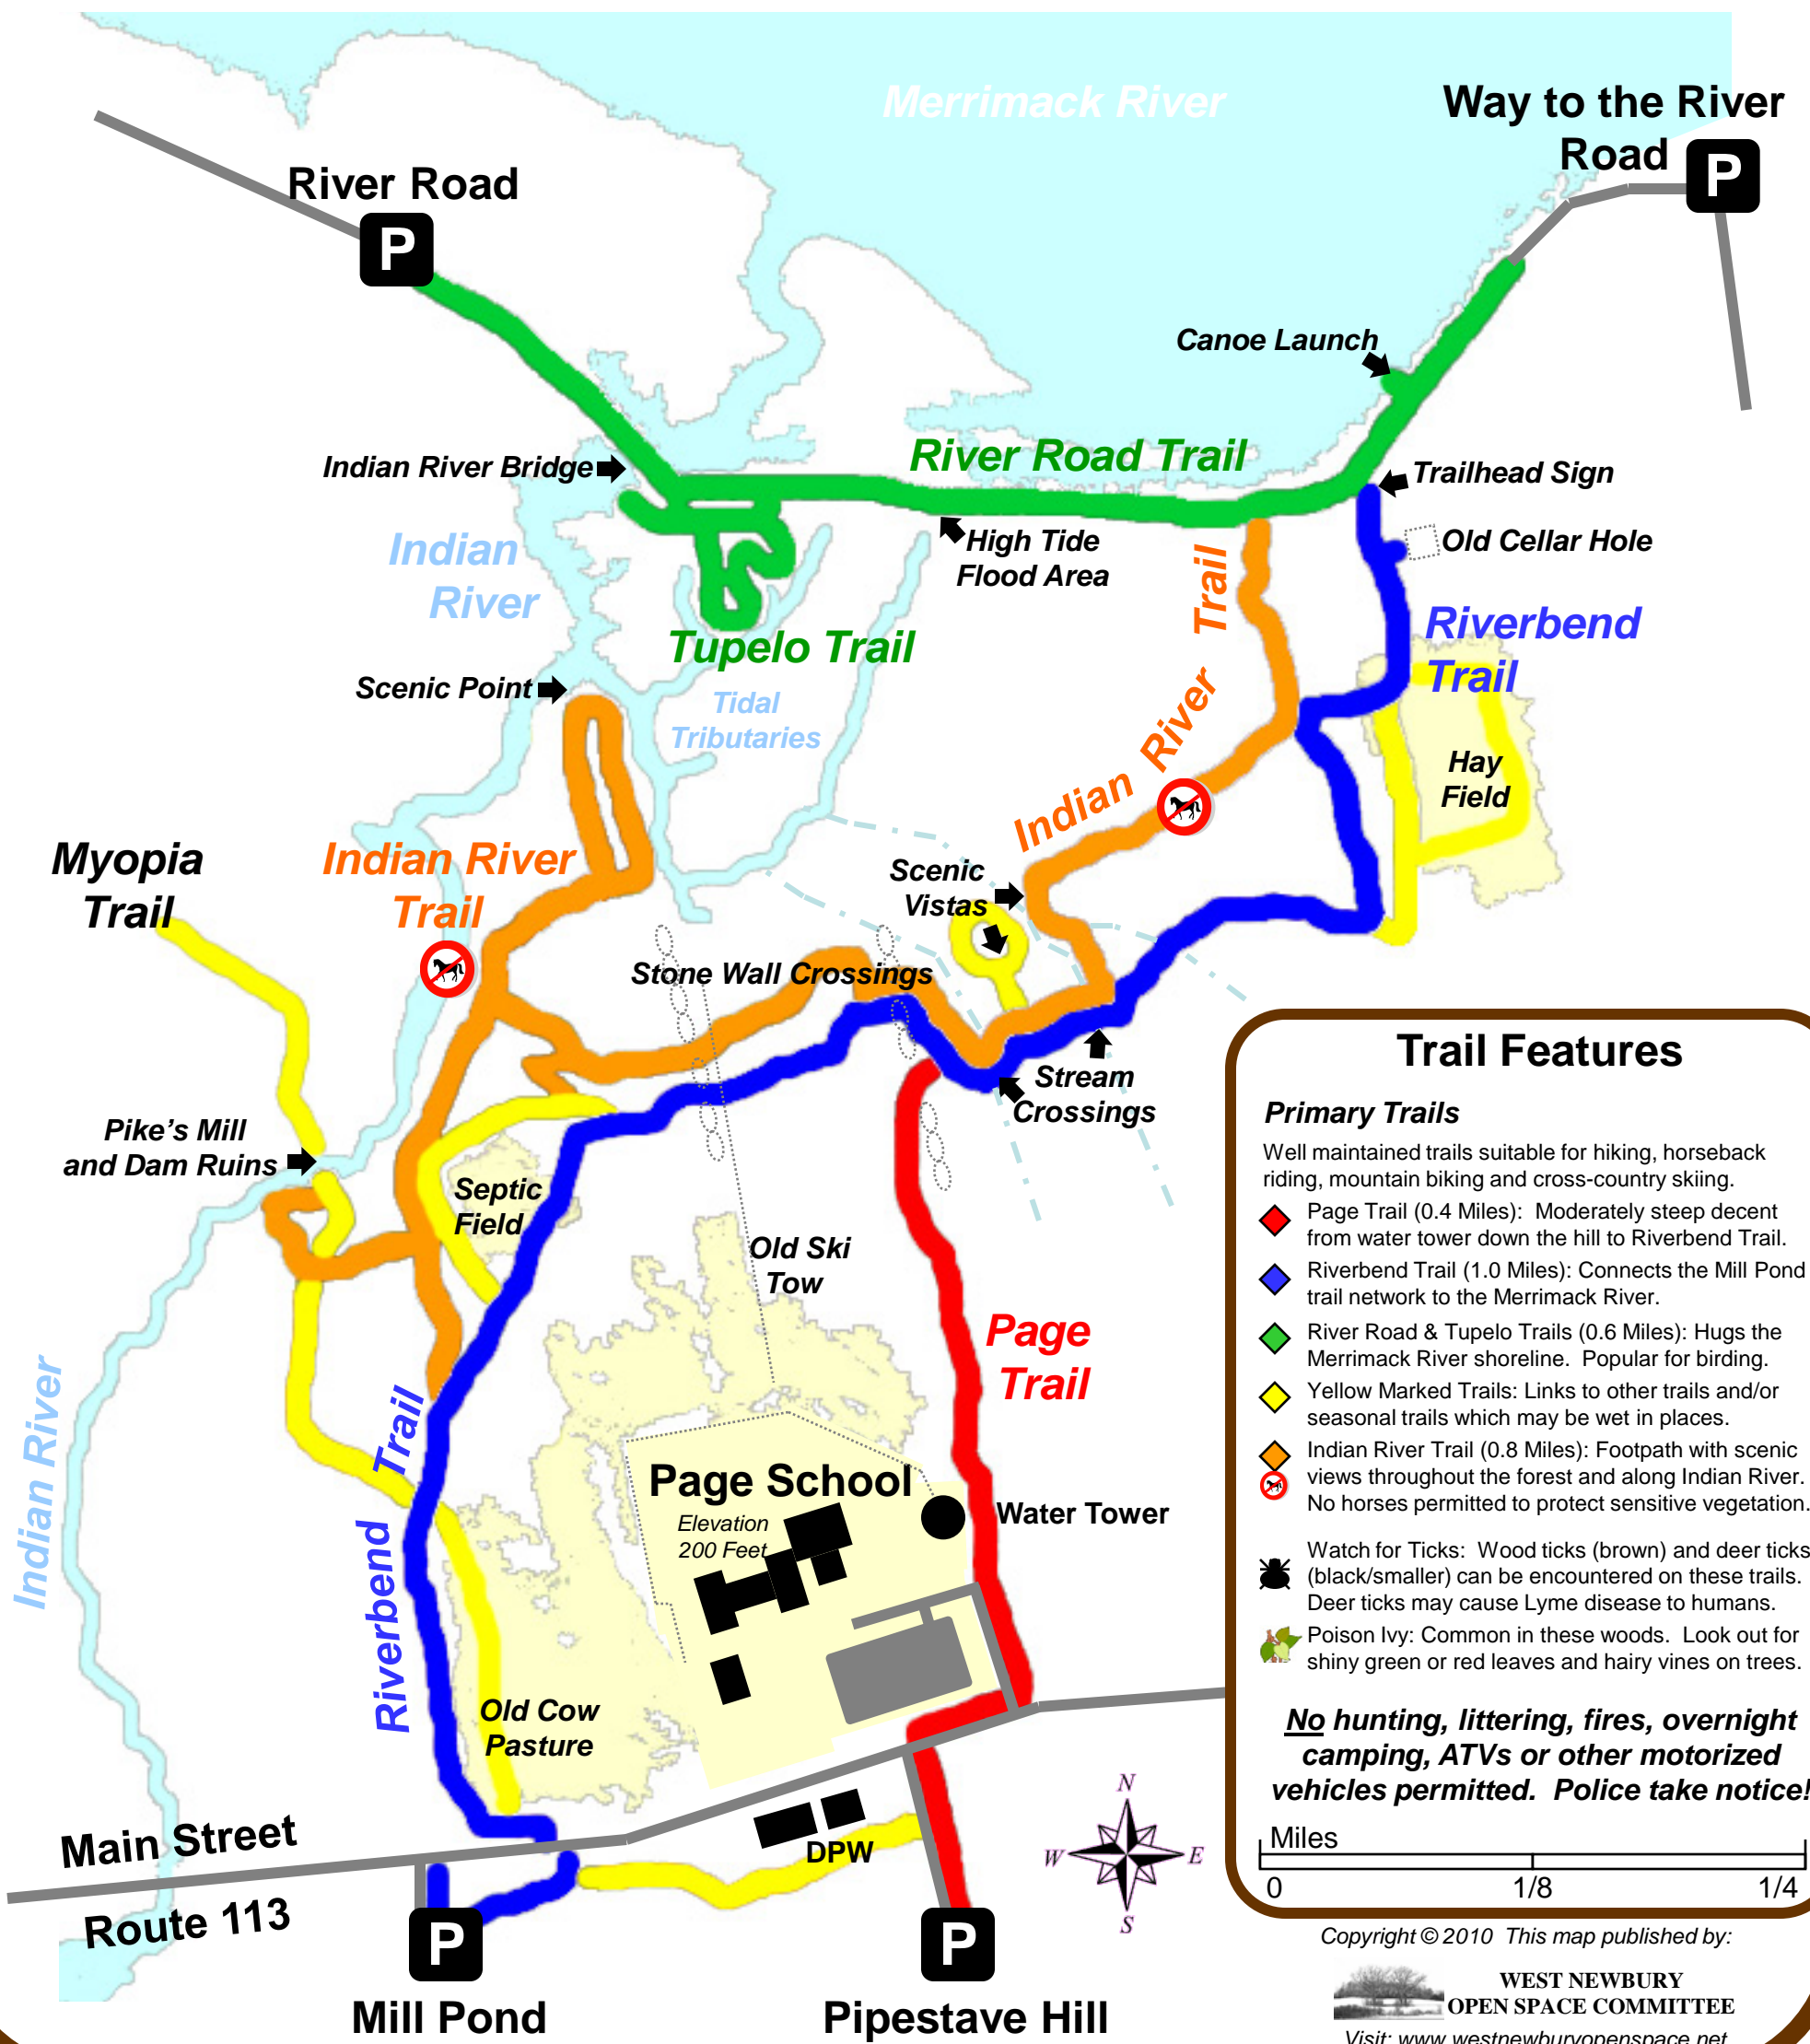 Merrimack River
Way to the River
Road
P
River Road
P
Canoe Launch
River Road Trail
Indian River Bridge
Trailhead Sign
Indian
River
High Tide
Flood Area
Old Cellar Hole
Riverbend
Trail
Tupelo Trail
Scenic Point
Tidal
Tributaries
Indian River Trail
Hay
Field
Myopia
Trail
Indian River
Trail
Scenic
Vistas
Stone Wall Crossings
Stream
Crossings
Pike's Mill
and Dam Ruins
Septic
Field
Old Ski
Tow
Page
Trail
Indian River
Riverbend Trail
Page School
Elevation
200 Feet
Water Tower
Old Cow
Pasture
Main Street
Route 113
DPW
N
W
E
S
P
Mill Pond
P
Pipestave Hill
Trail Features
Primary Trails
Well maintained trails suitable for hiking, horseback
riding, mountain biking and cross-country skiing.
Page Trail (0.4 Miles): Moderately steep decent
from water tower down the hill to Riverbend Trail.
Riverbend Trail (1.0 Miles): Connects the Mill Pond
trail network to the Merrimack River.
River Road & Tupelo Trails (0.6 Miles): Hugs the
Merrimack River shoreline. Popular for birding.
Yellow Marked Trails: Links to other trails and/or
seasonal trails which may be wet in places.
Indian River Trail (0.8 Miles): Footpath with scenic
views throughout the forest and along Indian River.
No horses permitted to protect sensitive vegetation.
Watch for Ticks: Wood ticks (brown) and deer ticks
(black/smaller) can be encountered on these trails.
Deer ticks may cause Lyme disease to humans.
Poison Ivy: Common in these woods. Look out for
shiny green or red leaves and hairy vines on trees.
No hunting, littering, fires, overnight
camping, ATVs or other motorized
vehicles permitted. Police take notice!
Miles
0 1/8 1/4
Copyright © 2010 This map published by:
WEST NEWBURY
OPEN SPACE COMMITTEE
Visit: www.westnewburyopenspace.net